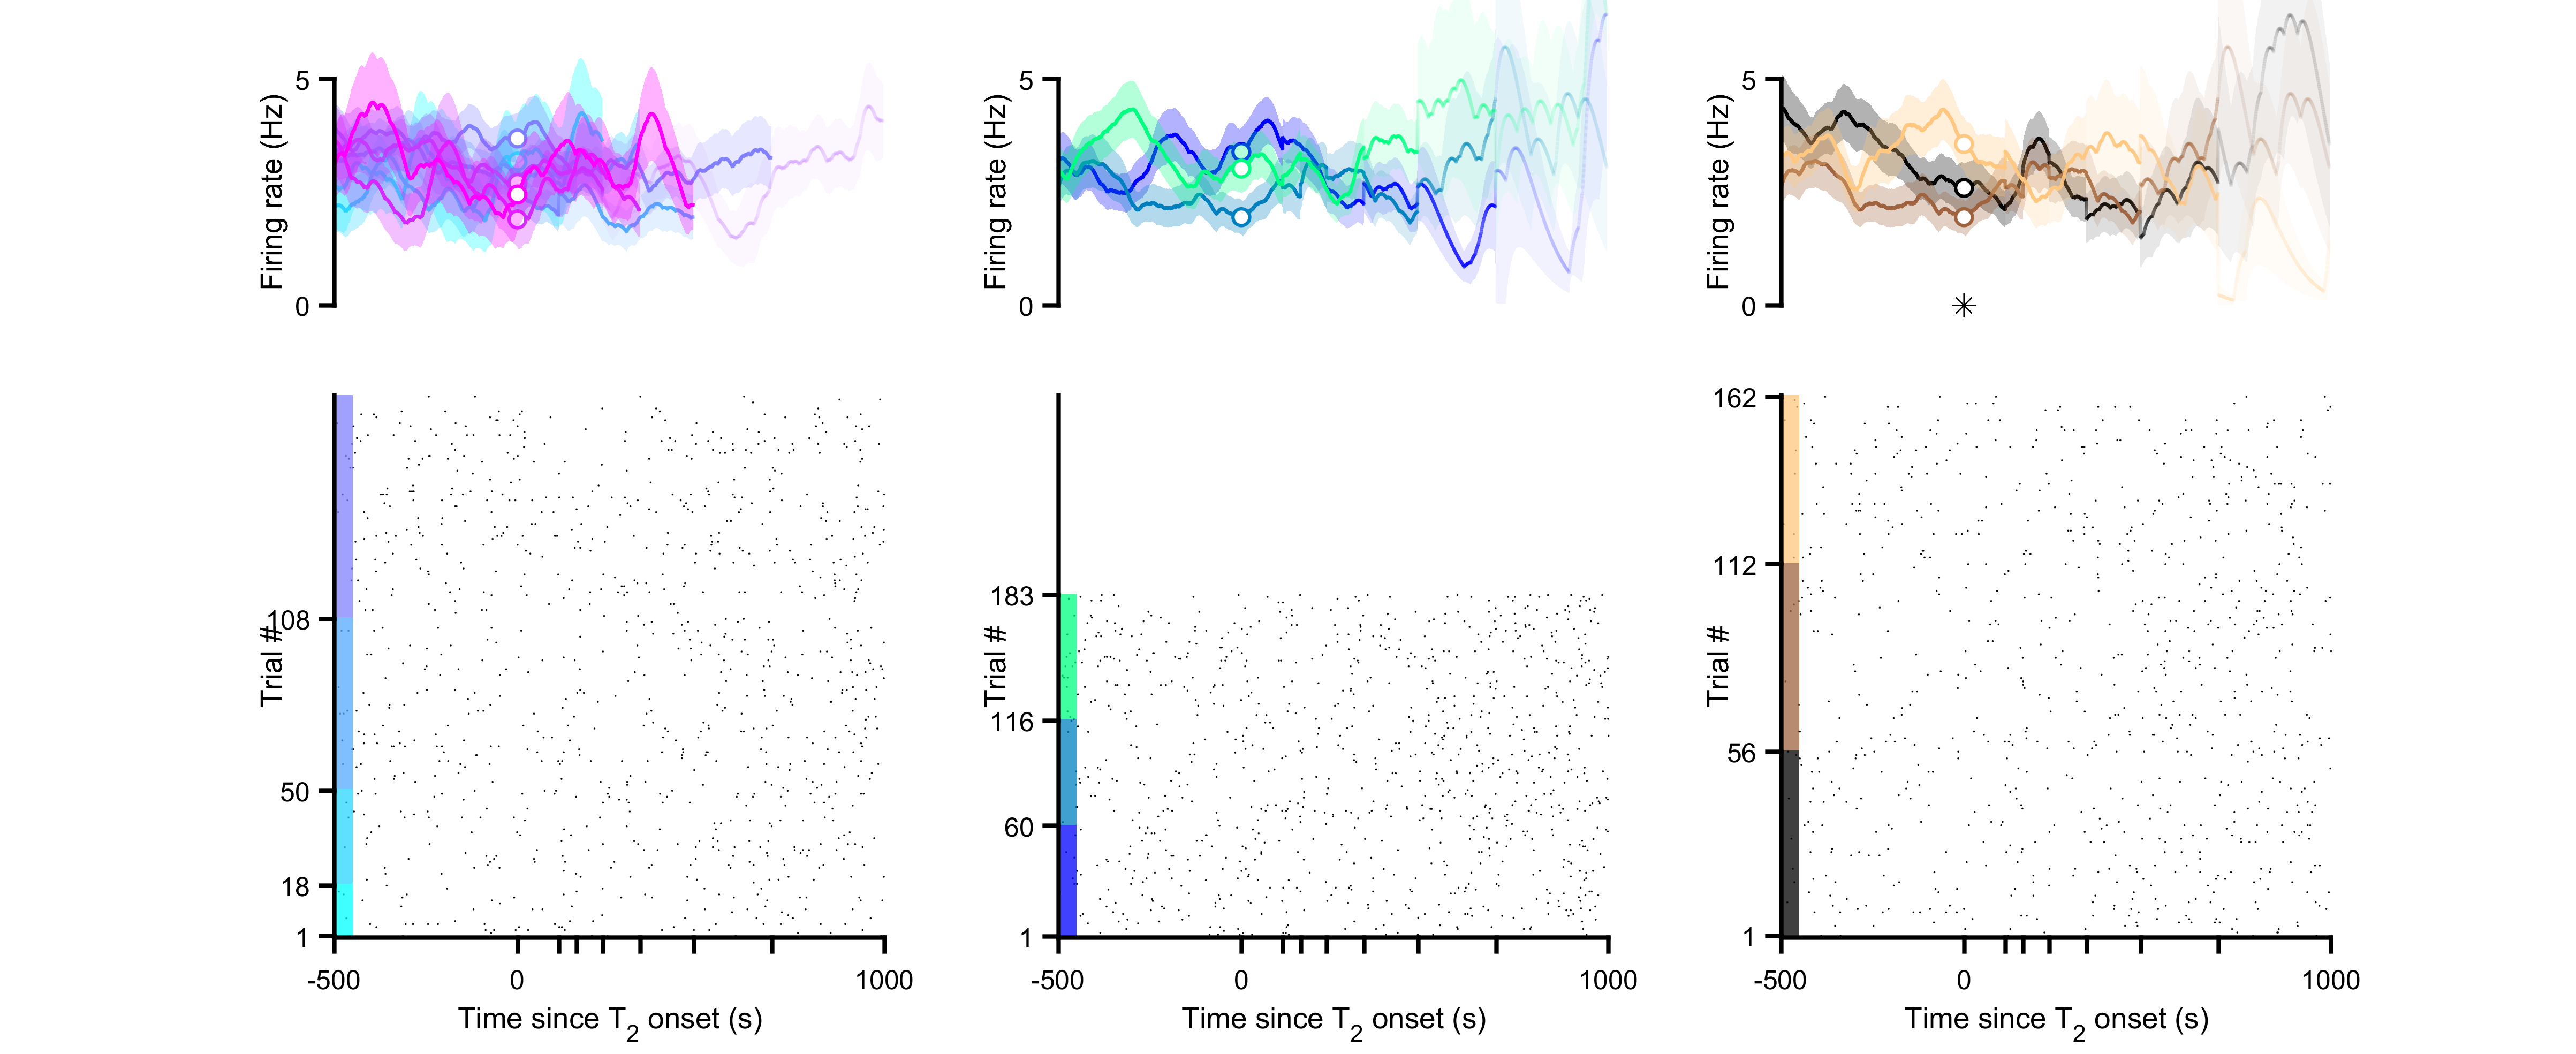 5
Firing rate (Hz)
0
5
Firing rate (Hz)
0
5
Firing rate (Hz)
0
108
50
18
1
Trial #
-500 0 1000
Time since T2 onset (s)
183
116
60
1
Trial #
-500 0 1000
Time since T2 onset (s)
162
112
56
1
Trial #
-500 0 1000
Time since T2 onset (s)